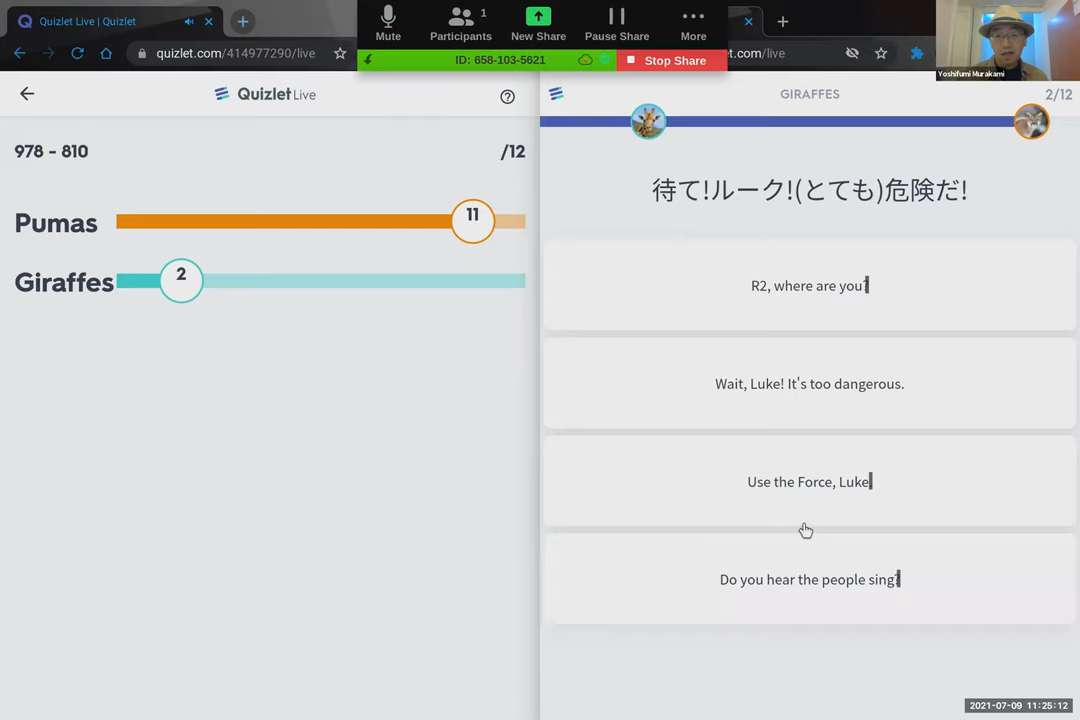 Quizlet Live | Quizlet
quizlet.com/414977290/live
Mute
Participants
1
New Share
Pause Share
More
ID: 658-103-5621
Stop Share
et.com/live
Yoshifumi Murakami
Quizlet Live
978 - 810
/12
Pumas
11
Giraffes
2
GIRAFFES
2/12
待て!ルーク!(とても)危険だ!
R2, where are you?
Wait, Luke! It's too dangerous.
Use the Force, Luke.
Do you hear the people sing?
2021-07-09 11:25:12